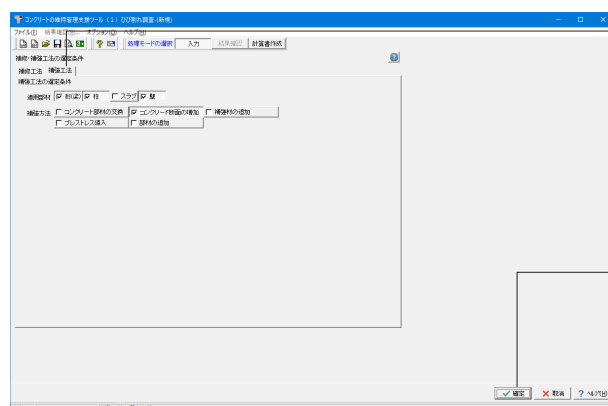 コンクリートの維持管理支援ツール(1) ひび割れ調査-(新規)
ファイル(F) 結果確認 オプション(O) ヘルプ(H)
処理モードの選択 入力 結果確認 計算書作成
補修・補強工法の選定条件
補修工法 補強工法
補強工法の選定条件
適用部材 桁(梁) 柱 スラブ 壁
補強方法 コンクリート部材の交換 コンクリート断面の増加 補強材の追加
プレストレス導入 部材の追加
確定 取消 ? ヘルプ(H)